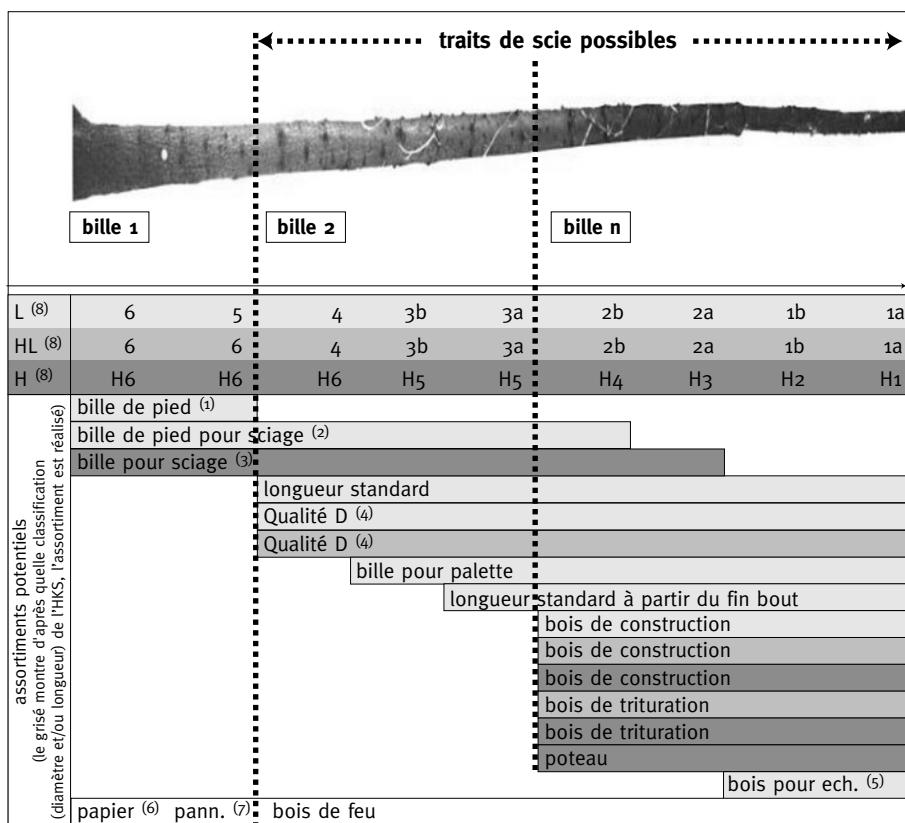 traits de scie possibles
bille 1 bille 2 bille n
L (8) 6 5 4 3b 3a 2b 2a 1b 1a
HL (8) 6 6 4 3b 3a 2b 2a 1b 1a
H (8) H6 H6 H6 H5 H5 H4 H3 H2 H1
assortiments potentiels
(le grisé montre d'après quelle classification
(diamètre et/ou longueur) de l'HKS, l'assortiment est réalisé)
bille de pied (1)
bille de pied pour sciage (2)
bille pour sciage (3)
longueur standard
Qualité D (4)
Qualité D (4)
bille pour palette
longueur standard à partir du fin bout
bois de construction
bois de construction
bois de construction
bois de trituration
bois de trituration
poteau
bois pour ech. (5)
papier (6) pann. (7) bois de feu